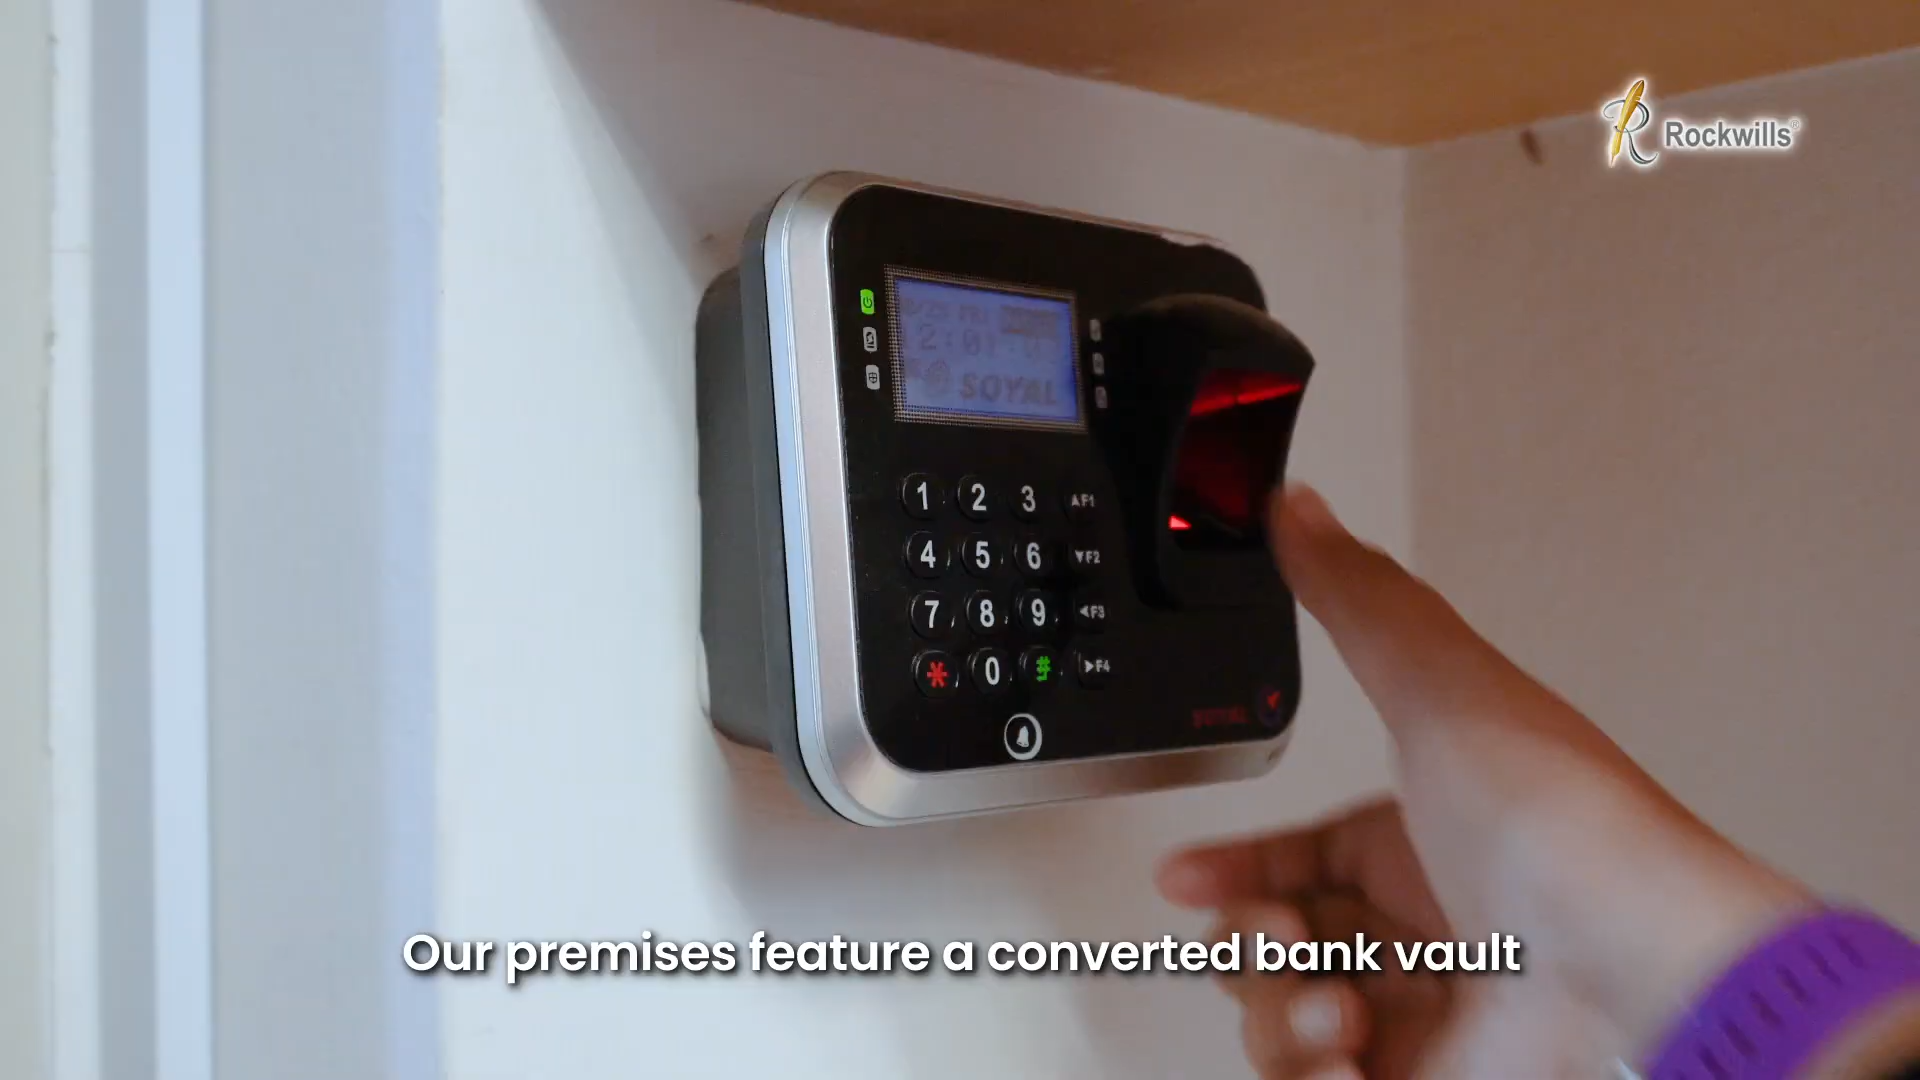 Rockwills®
SOYAL
1 2 3 ▲F1
4 5 6 ▼F2
7 8 9 ◀F3
* 0 # ▶F4
SOYAL
Our premises feature a converted bank vault